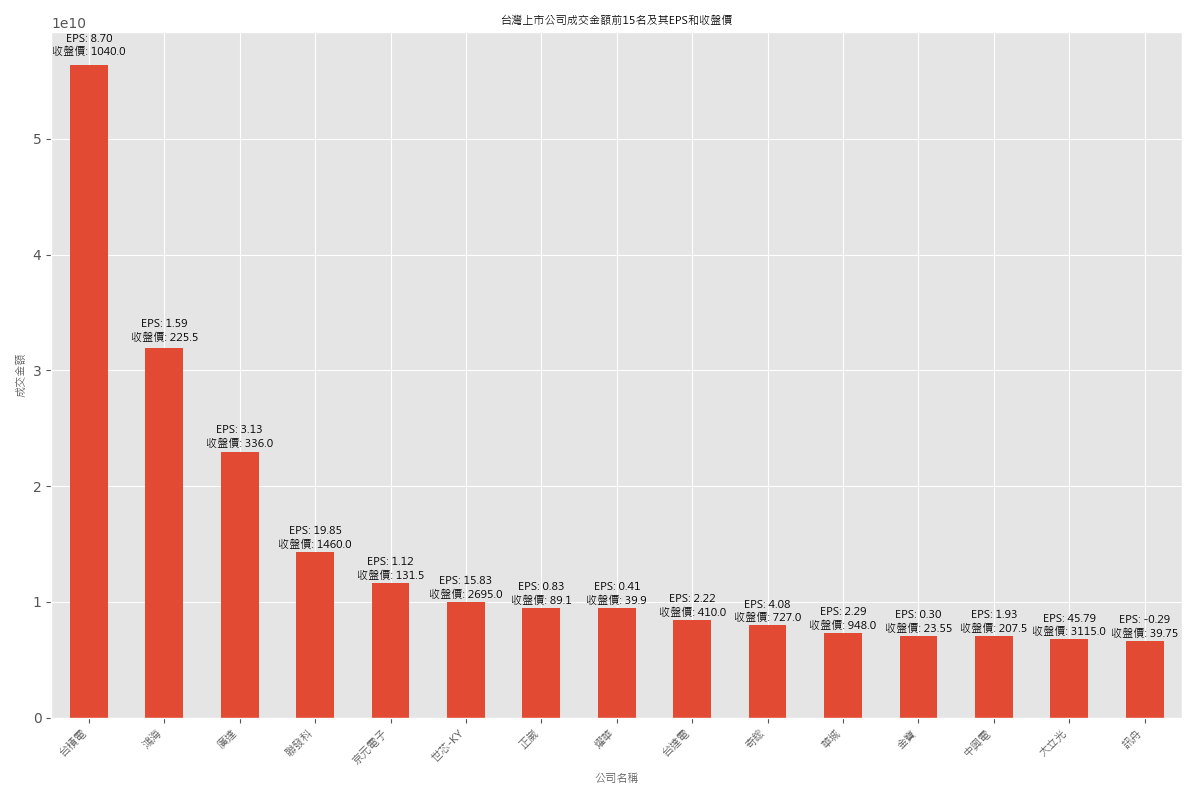 台灣上市公司成交金額前15名及其EPS和收盤價
1e10
EPS: 8.70
收盤價: 1040.0
EPS: 1.59
收盤價: 225.5
EPS: 3.13
收盤價: 336.0
EPS: 19.85
收盤價: 1460.0
EPS: 1.12
收盤價: 131.5
EPS: 15.83
收盤價: 2695.0
EPS: 0.83
收盤價: 89.1
EPS: 0.41
收盤價: 39.9
EPS: 2.22
收盤價: 410.0
EPS: 4.08
收盤價: 727.0
EPS: 2.29
收盤價: 948.0
EPS: 0.30
收盤價: 23.55
EPS: 1.93
收盤價: 207.5
EPS: 45.79
收盤價: 3115.0
EPS: -0.29
收盤價: 39.75
5
4
3
2
1
0
成交金額
台積電
鴻海
廣達
聯發科
京元電子
世芯-KY
正崴
燿華
台達電
奇鋐
華城
金寶
中興電
大立光
訊舟
公司名稱